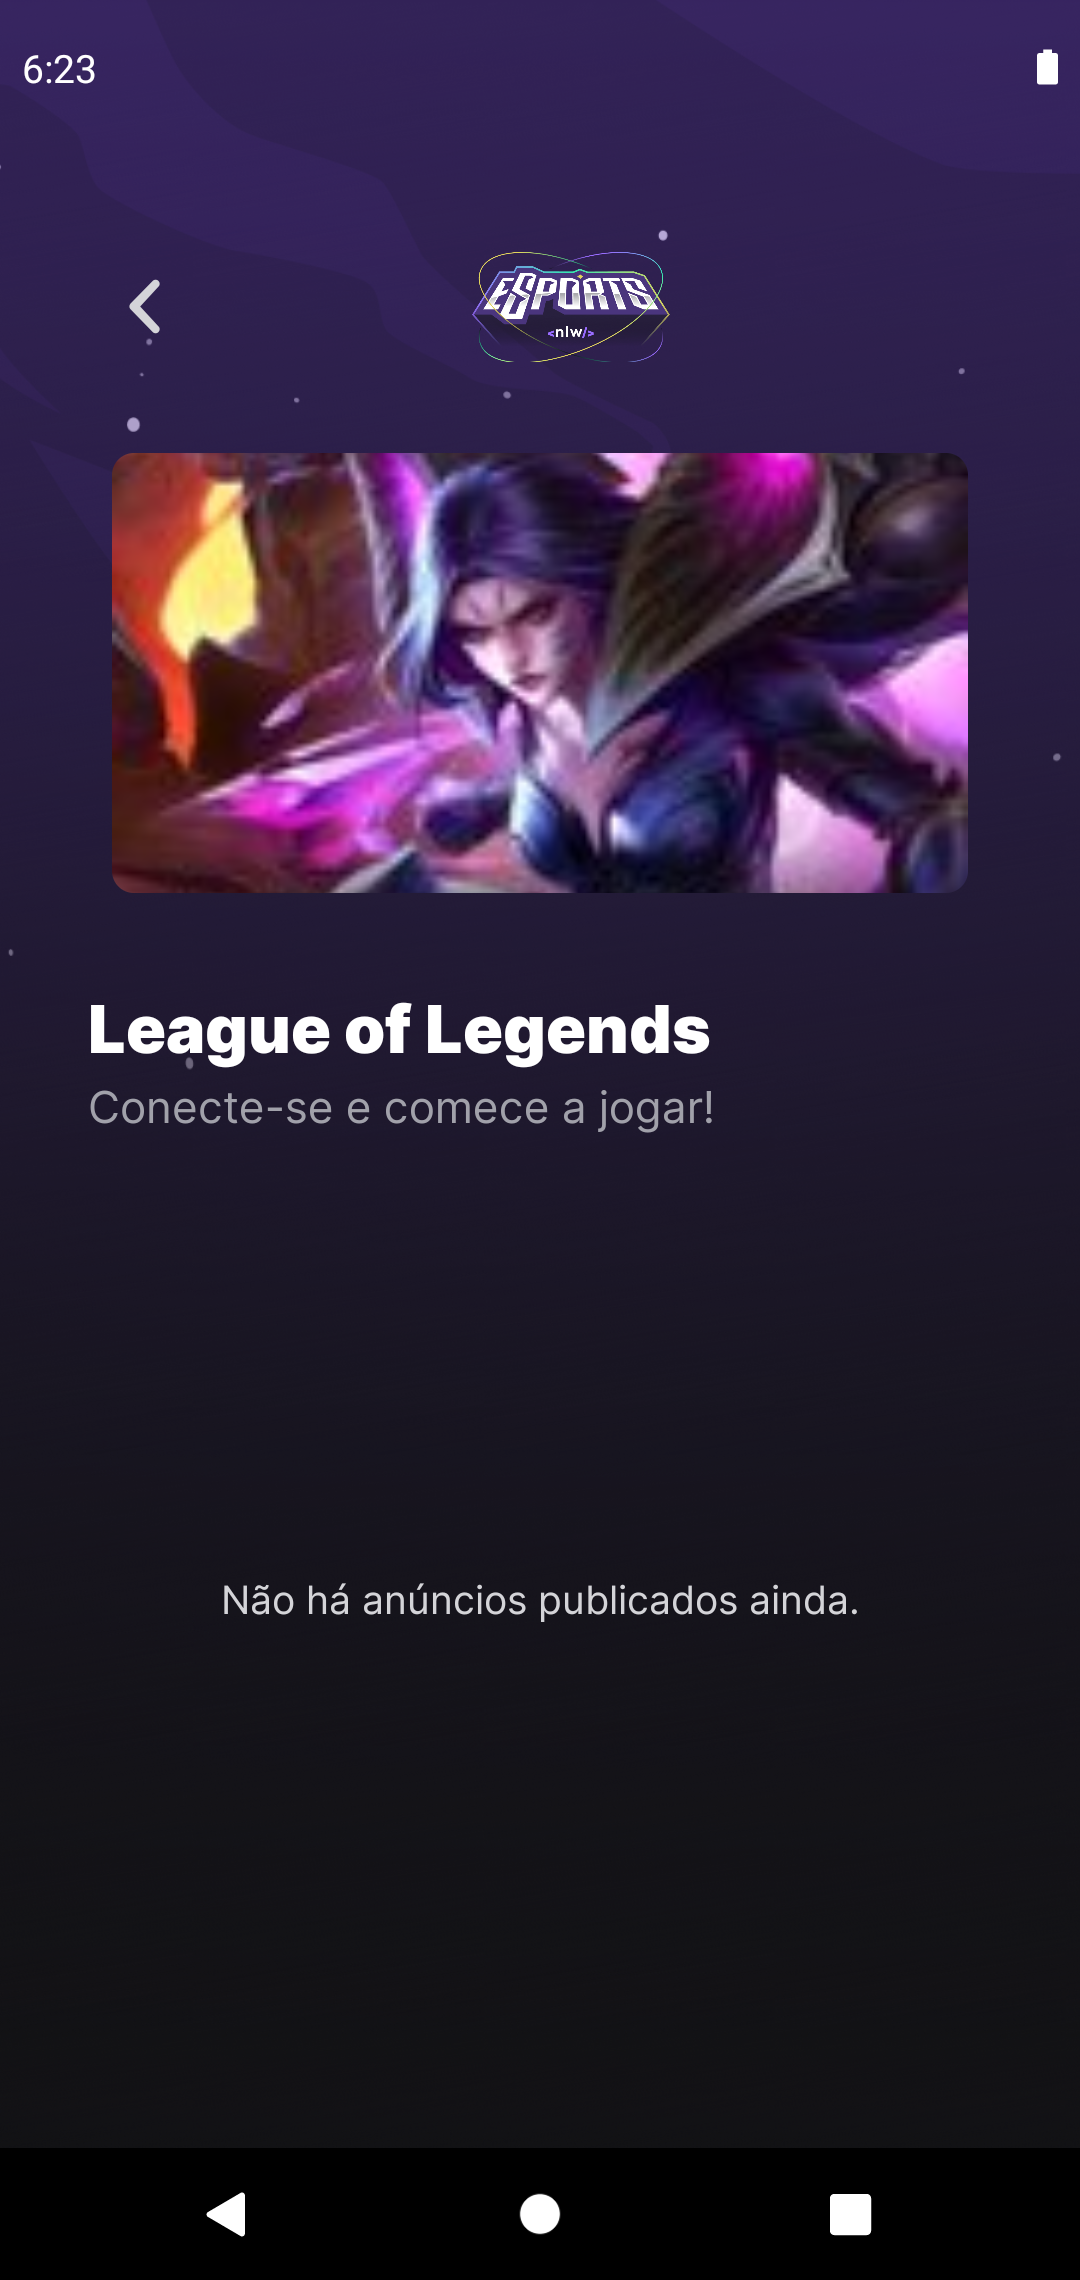 6:23
ESPORTS
<nlw/>
League of Legends
Conecte-se e comece a jogar!
Não há anúncios publicados ainda.